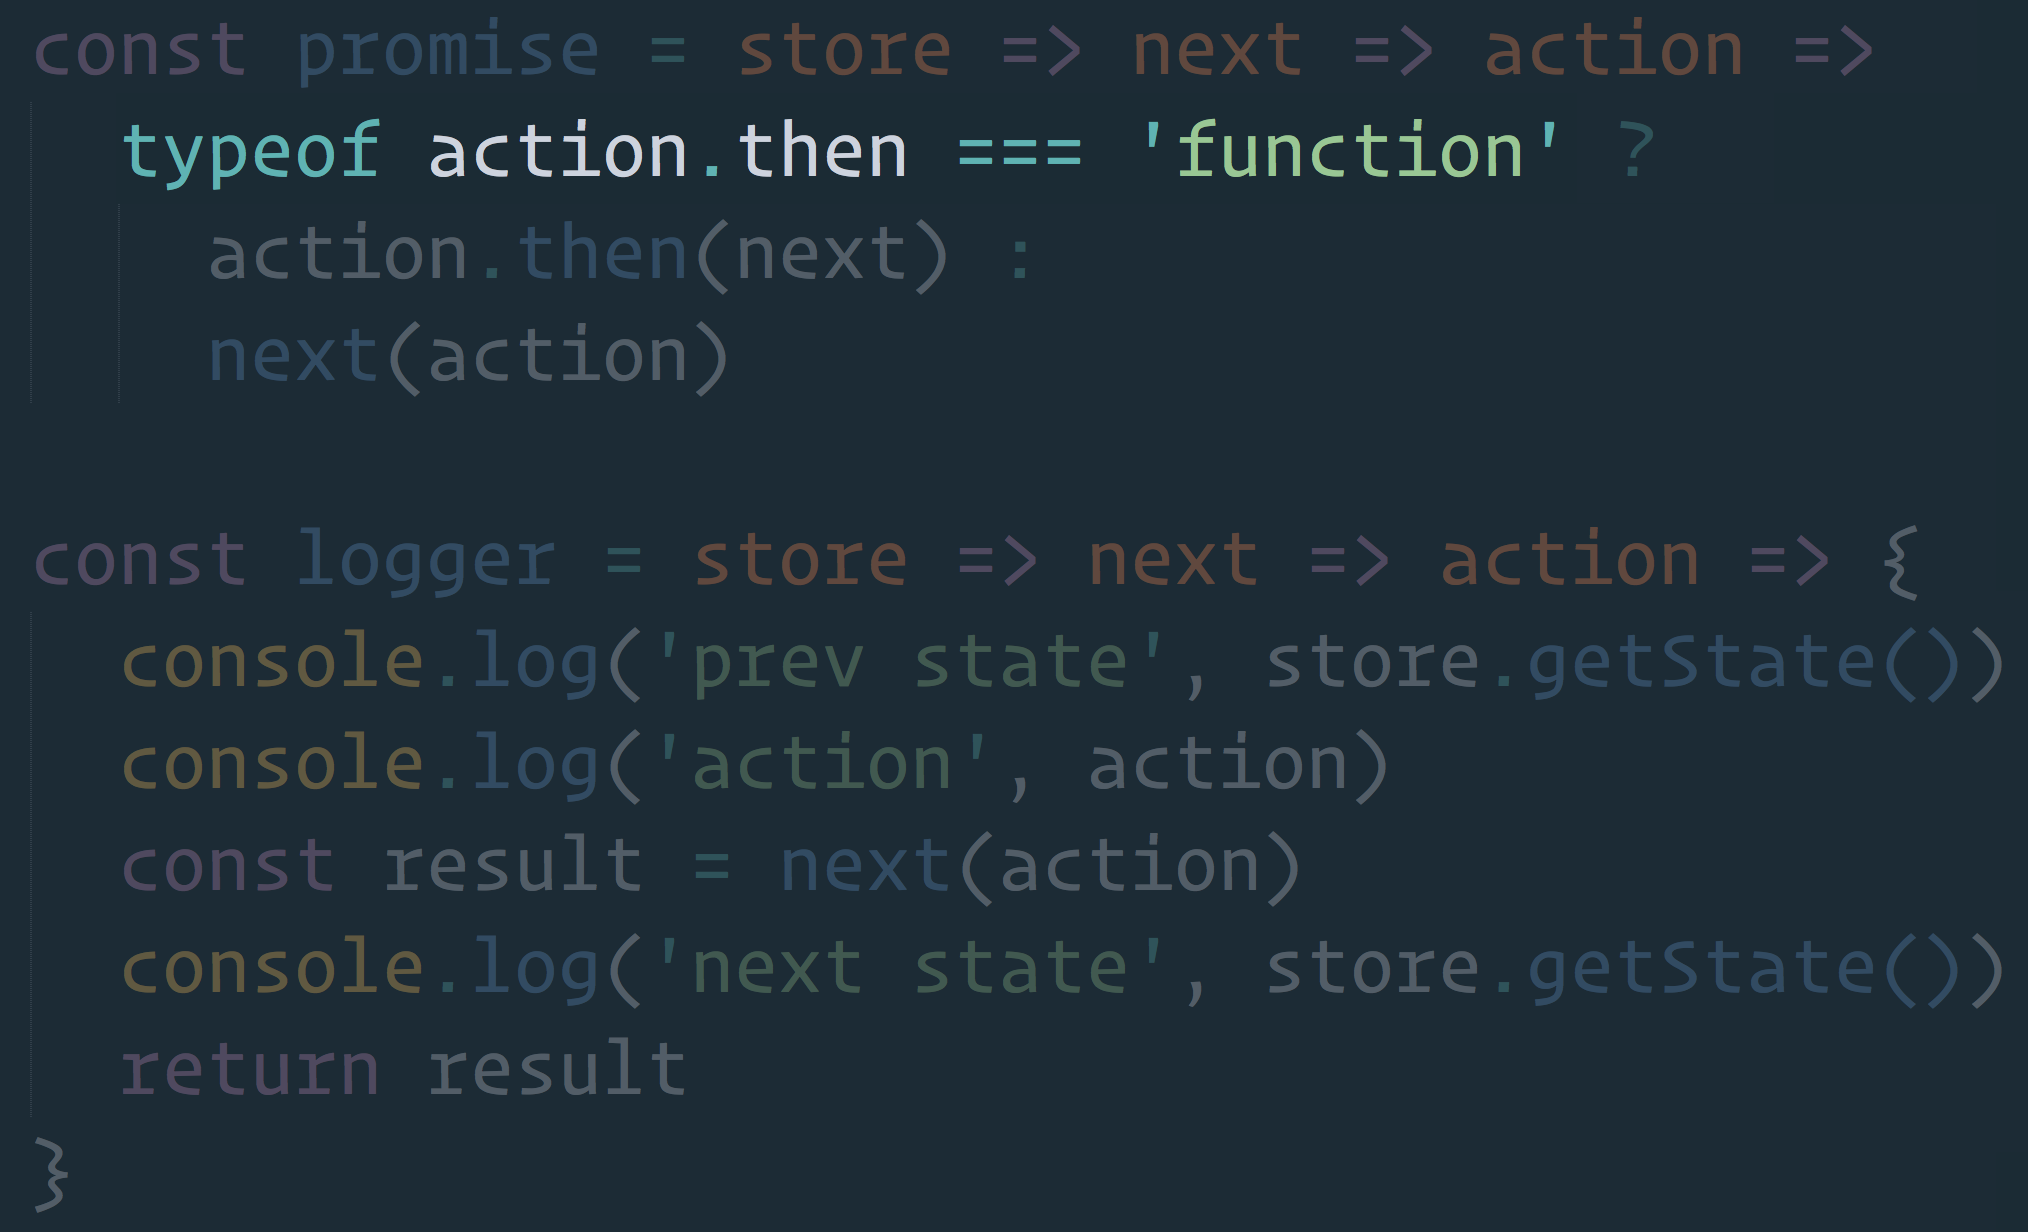 const promise = store => next => action =>
  typeof action.then === 'function' ?
    action.then(next) :
    next(action)

const logger = store => next => action => {
  console.log('prev state', store.getState())
  console.log('action', action)
  const result = next(action)
  console.log('next state', store.getState())
  return result
}